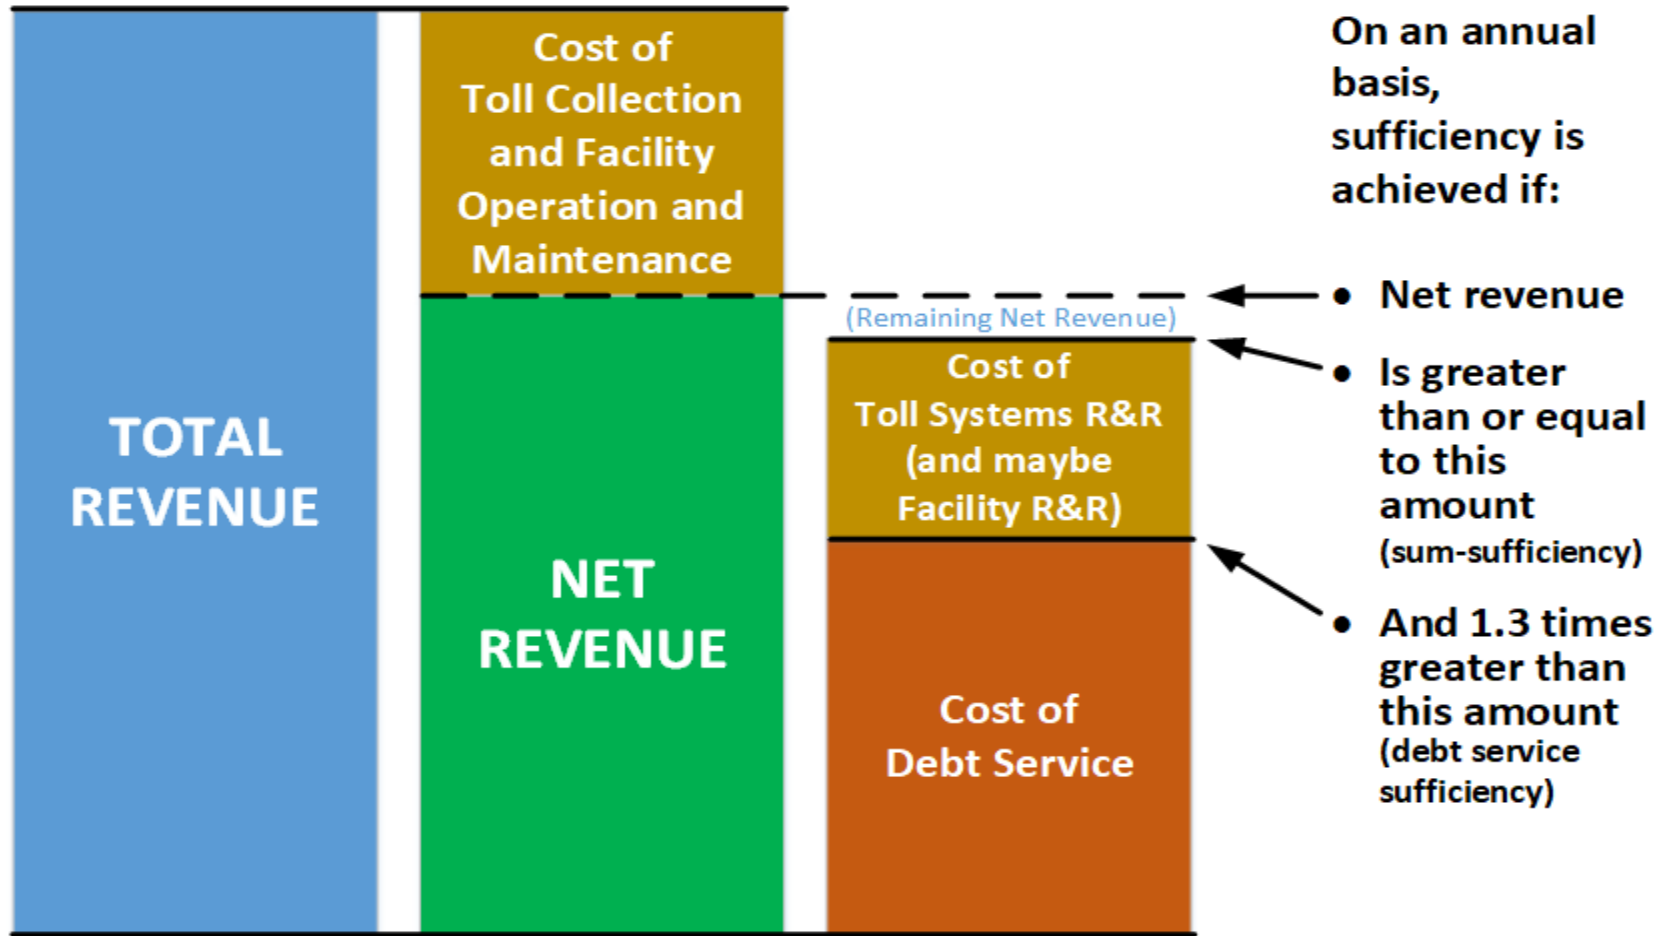 TOTAL
REVENUE
Cost of
Toll Collection
and Facility
Operation and
Maintenance
NET
REVENUE
(Remaining Net Revenue)
Cost of
Toll Systems R&R
(and maybe
Facility R&R)
Cost of
Debt Service
On an annual
basis,
sufficiency is
achieved if:
• Net revenue
• Is greater
than or equal
to this
amount
(sum-sufficiency)
• And 1.3 times
greater than
this amount
(debt service
sufficiency)